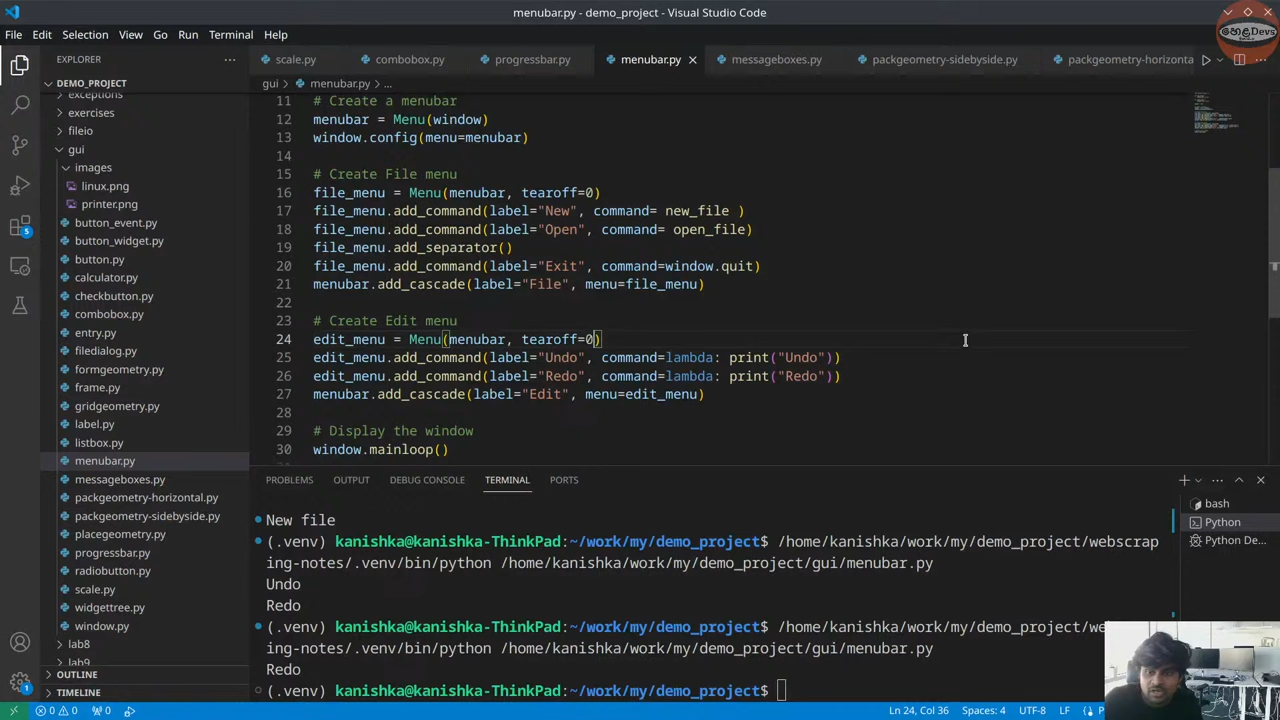 menubar.py - demo_project - Visual Studio Code
File Edit Selection View Go Run Terminal Help
හෙළDevs
EXPLORER
scale.py combobox.py progressbar.py menubar.py messageboxes.py packgeometry-sidebyside.py packgeometry-horizonta
DEMO_PROJECT
gui > menubar.py > ...
exceptions
exercises
fileio
gui
images
linux.png
printer.png
button_event.py
button_widget.py
button.py
calculator.py
checkbutton.py
combobox.py
entry.py
filedialog.py
formgeometry.py
frame.py
gridgeometry.py
label.py
listbox.py
menubar.py
messageboxes.py
packgeometry-horizontal.py
packgeometry-sidebyside.py
placegeometry.py
progressbar.py
radiobutton.py
scale.py
widgettree.py
window.py
lab8
lab9
OUTLINE
TIMELINE
5
1
11 # Create a menubar
12 menubar = Menu(window)
13 window.config(menu=menubar)
14
15 # Create File menu
16 file_menu = Menu(menubar, tearoff=0)
17 file_menu.add_command(label="New", command= new_file )
18 file_menu.add_command(label="Open", command= open_file)
19 file_menu.add_separator()
20 file_menu.add_command(label="Exit", command=window.quit)
21 menubar.add_cascade(label="File", menu=file_menu)
22
23 # Create Edit menu
24 edit_menu = Menu(menubar, tearoff=0)
25 edit_menu.add_command(label="Undo", command=lambda: print("Undo"))
26 edit_menu.add_command(label="Redo", command=lambda: print("Redo"))
27 menubar.add_cascade(label="Edit", menu=edit_menu)
28
29 # Display the window
30 window.mainloop()
PROBLEMS OUTPUT DEBUG CONSOLE TERMINAL PORTS
New file
(.venv) kanishka@kanishka-ThinkPad:~/work/my/demo_project$ /home/kanishka/work/my/demo_project/webscrap
ing-notes/.venv/bin/python /home/kanishka/work/my/demo_project/gui/menubar.py
Undo
Redo
(.venv) kanishka@kanishka-ThinkPad:~/work/my/demo_project$ /home/kanishka/work/my/demo_project/we
ing-notes/.venv/bin/python /home/kanishka/work/my/demo_project/gui/menubar.py
Redo
(.venv) kanishka@kanishka-ThinkPad:~/work/my/demo_project$
bash
Python
Python De...
0 0 0 Ln 24, Col 36 Spaces: 4 UTF-8 LF { } P